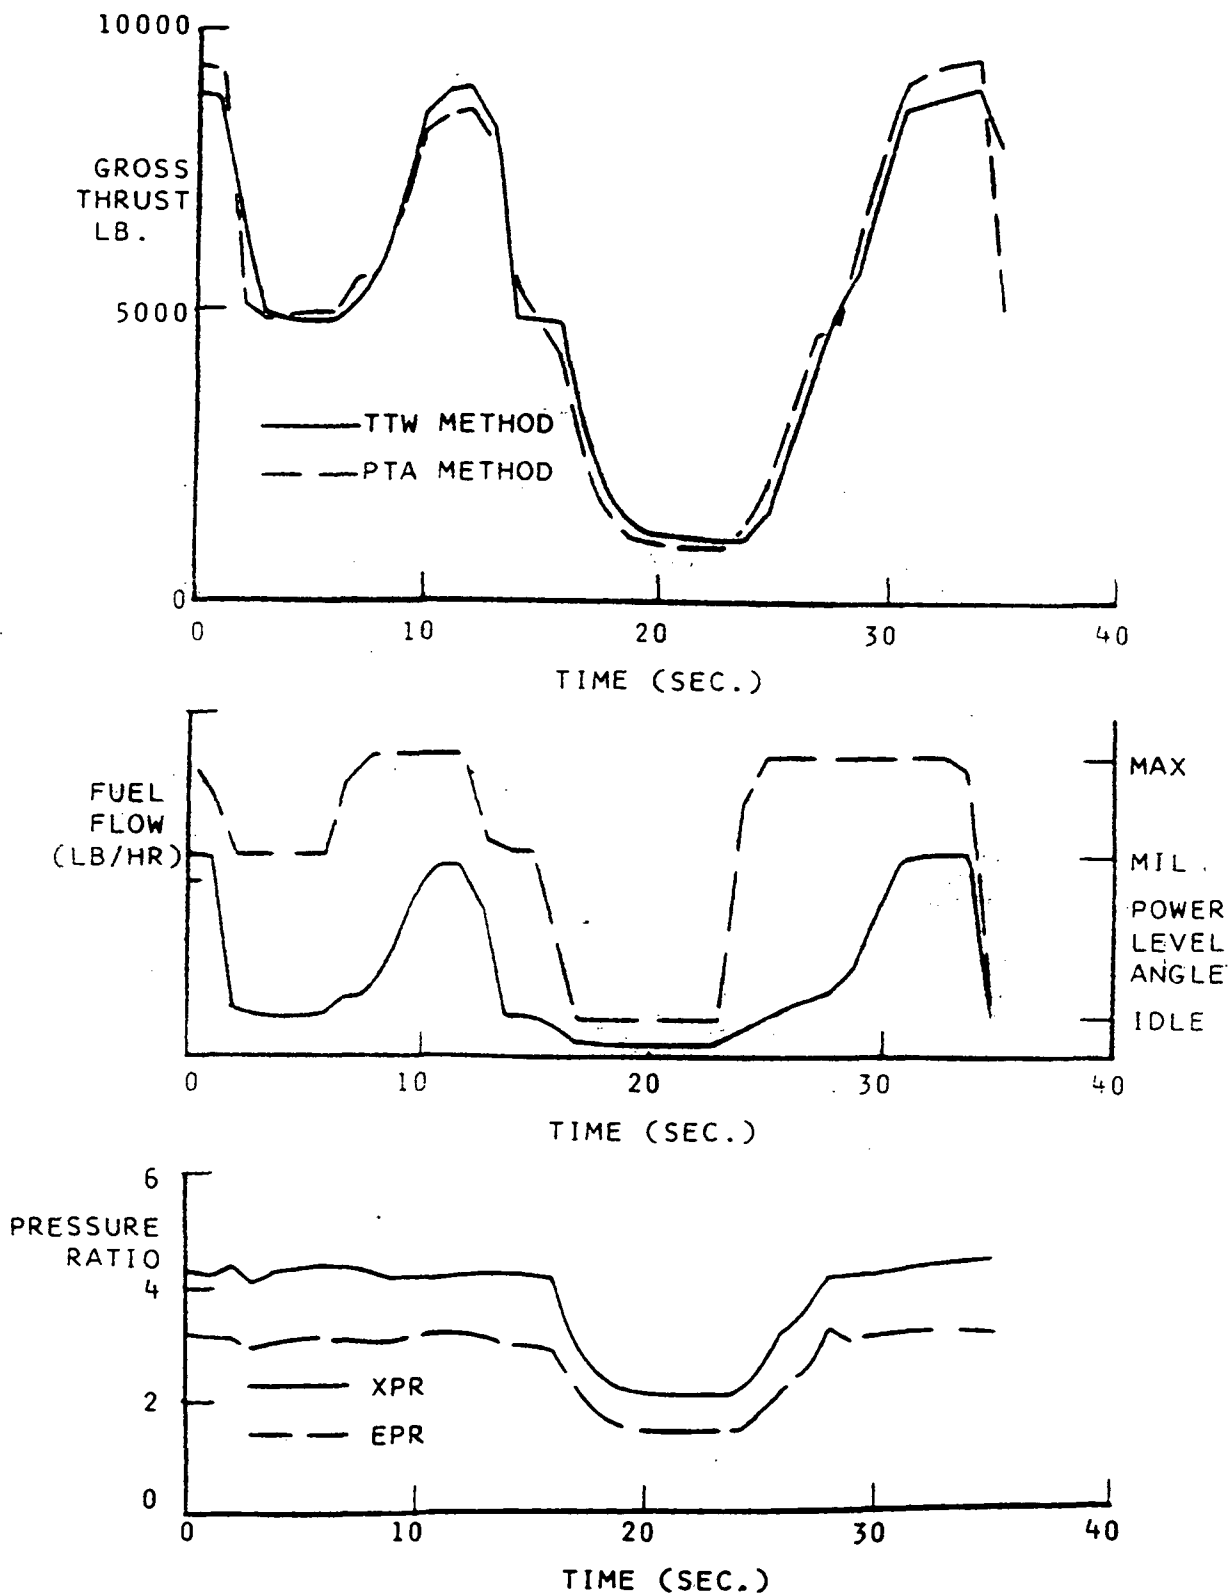 10000
GROSS
THRUST
LB.
5000
TTW METHOD
PTA METHOD
0
0 10 20 30 40
TIME (SEC.)
FUEL
FLOW
(LB/HR)
MAX
MIL.
POWER
LEVEL
ANGLE
IDLE
0 10 20 30 40
TIME (SEC.)
6
PRESSURE
RATIO
4
XPR
2
EPR
0
0 10 20 30 40
TIME (SEC.)